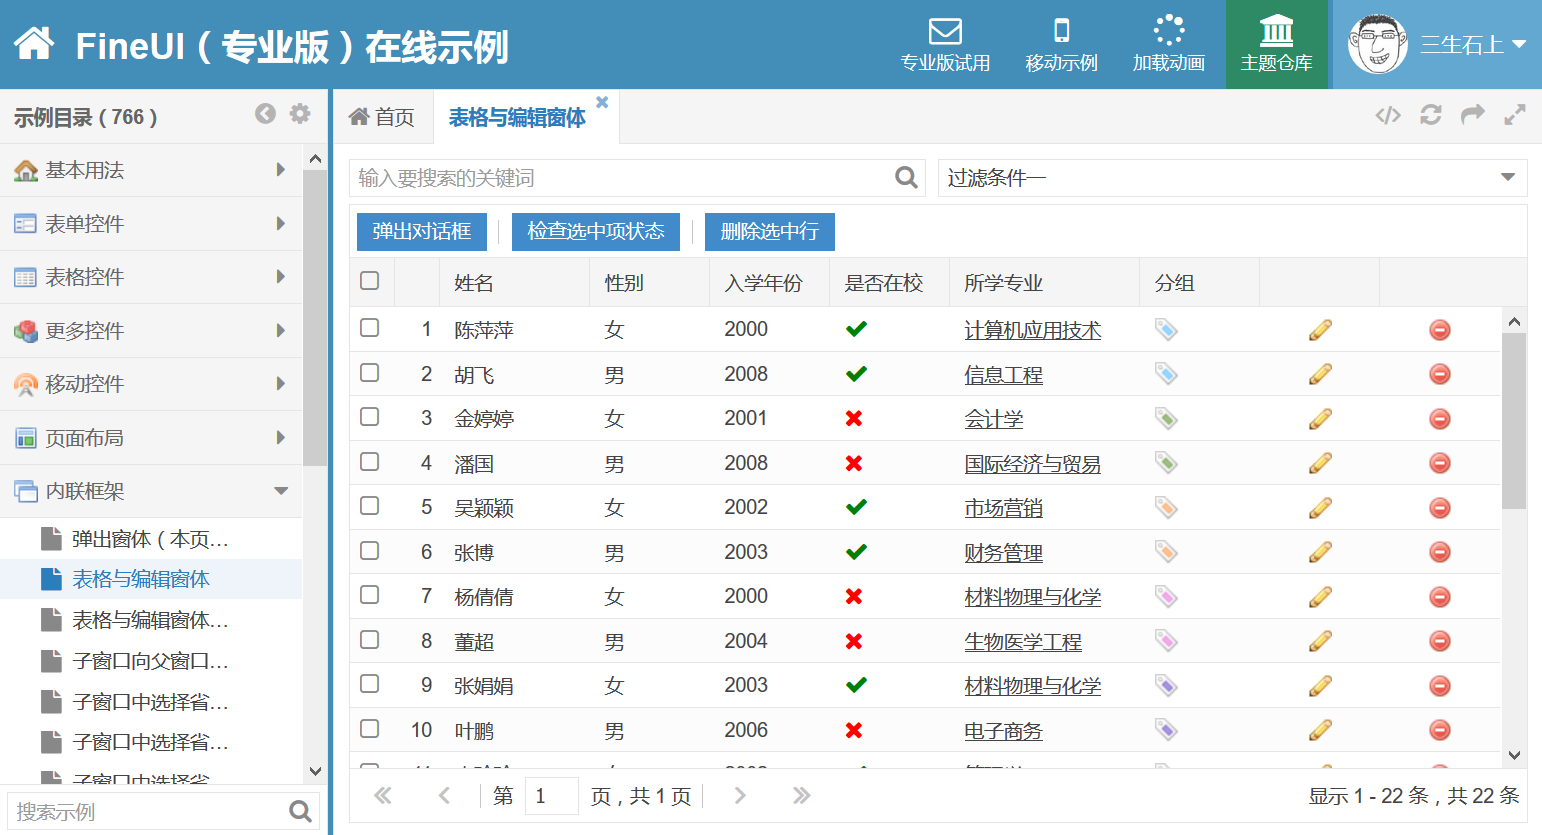 FineUI（专业版）在线示例
专业版试用 移动示例 加载动画 主题仓库 三生石上
示例目录（766）
首页 表格与编辑窗体
基本用法
表单控件
表格控件
更多控件
移动控件
页面布局
内联框架
弹出窗体（本页...
表格与编辑窗体
表格与编辑窗体...
子窗口向父窗口...
子窗口中选择省...
子窗口中选择省...
子窗口中选择省...
搜索示例
输入要搜索的关键词 过滤条件一
弹出对话框 检查选中项状态 删除选中行
姓名 性别 入学年份 是否在校 所学专业 分组
1 陈萍萍 女 2000 计算机应用技术
2 胡飞 男 2008 信息工程
3 金婷婷 女 2001 会计学
4 潘国 男 2008 国际经济与贸易
5 吴颖颖 女 2002 市场营销
6 张博 男 2003 财务管理
7 杨倩倩 女 2000 材料物理与化学
8 董超 男 2004 生物医学工程
9 张娟娟 女 2003 材料物理与化学
10 叶鹏 男 2006 电子商务
第 1 页，共 1 页 显示 1 - 22 条，共 22 条